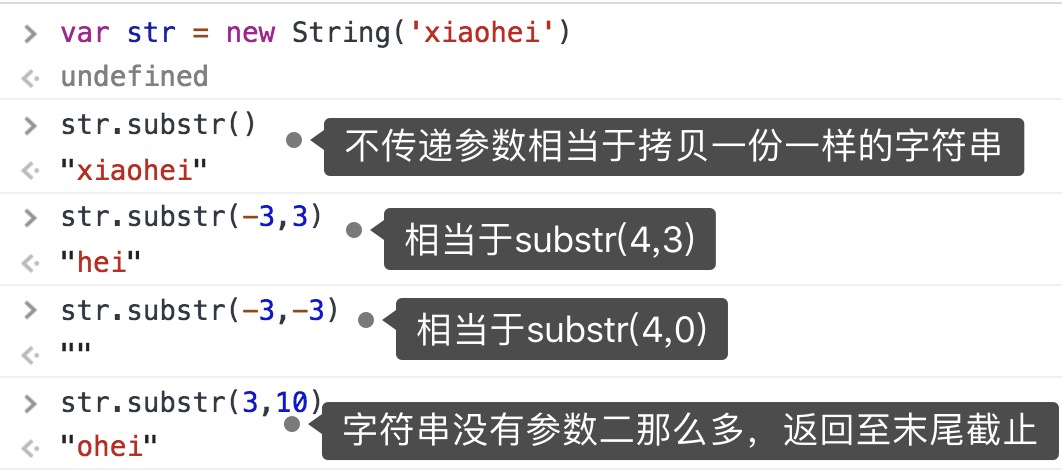 var str = new String('xiaohei')
undefined
str.substr()
不传递参数相当于拷贝一份一样的字符串
"xiaohei"
str.substr(-3,3)
相当于substr(4,3)
"hei"
str.substr(-3,-3)
相当于substr(4,0)
""
str.substr(3,10)
字符串没有参数二那么多，返回至末尾截止
"ohei"